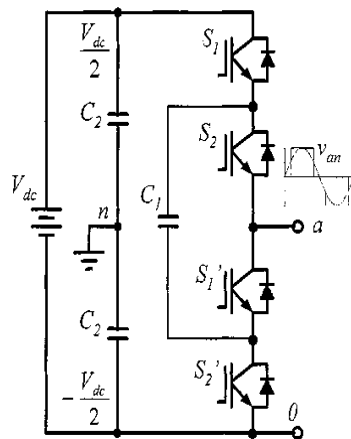 V_dc/2
S_1
C_2
S_2
v_an
V_dc
n
C_1
a
S_1'
C_2
S_2'
-V_dc/2
0